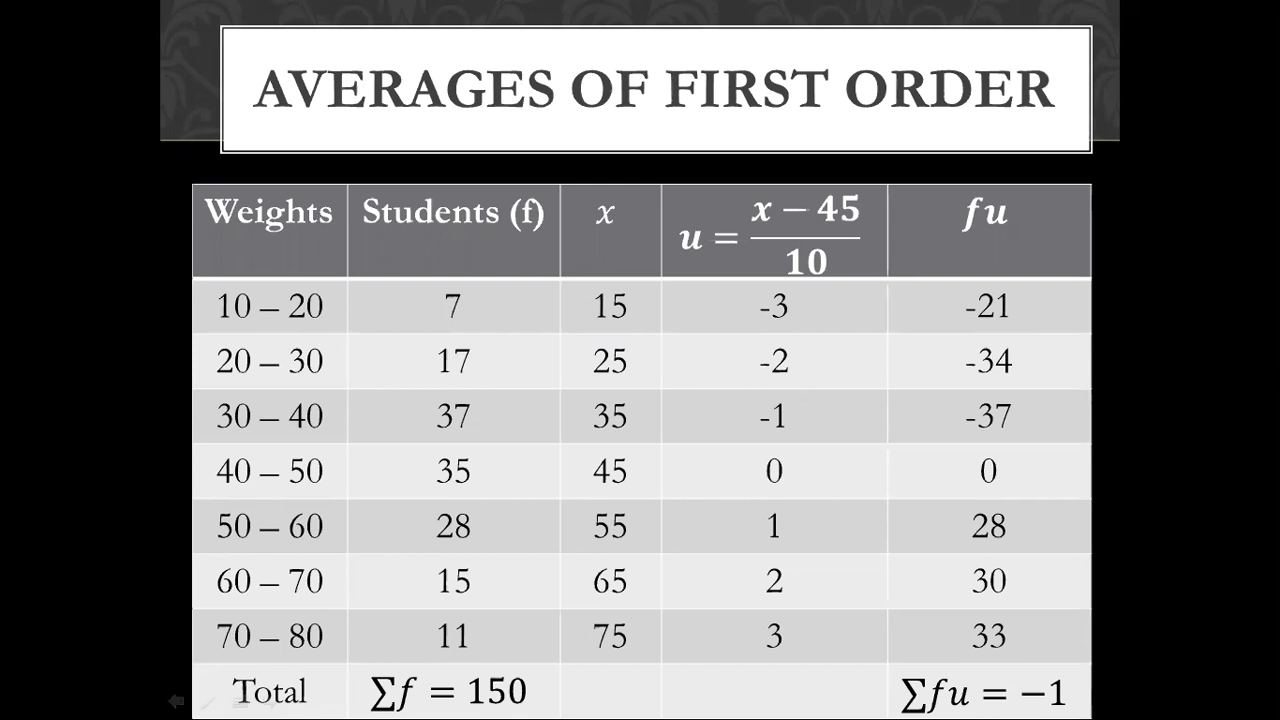 AVERAGES OF FIRST ORDER
Weights Students (f) x u = (x − 45)/10 fu
10 – 20 7 15 -3 -21
20 – 30 17 25 -2 -34
30 – 40 37 35 -1 -37
40 – 50 35 45 0 0
50 – 60 28 55 1 28
60 – 70 15 65 2 30
70 – 80 11 75 3 33
Total ∑f = 150 ∑fu = −1